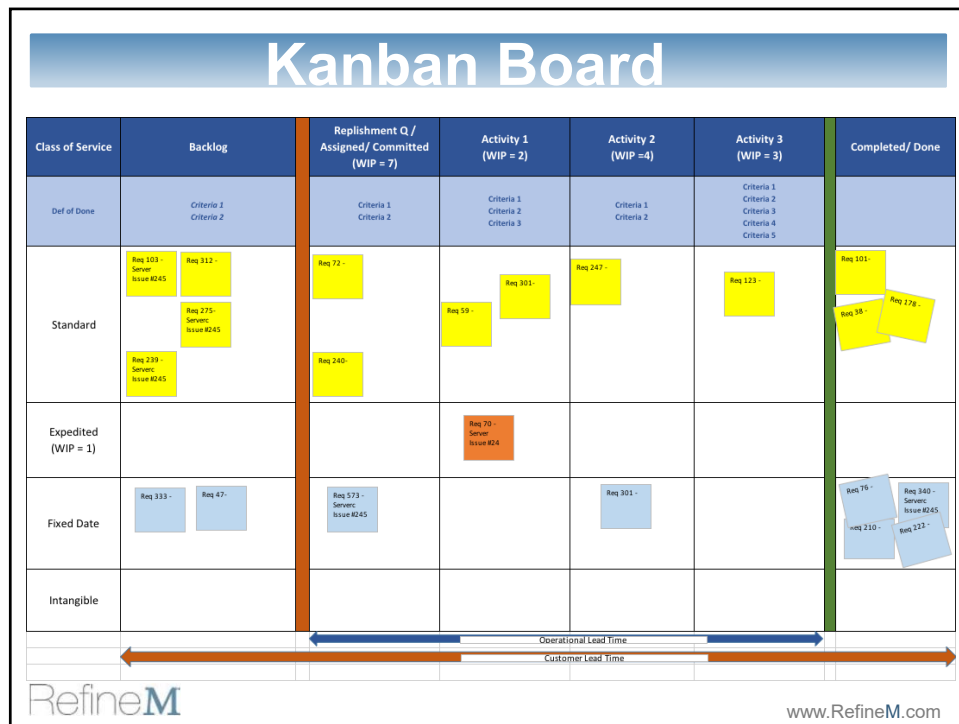 Kanban Board
Class of Service
Backlog
Replishment Q /
Assigned/ Committed
(WIP = 7)
Activity 1
(WIP = 2)
Activity 2
(WIP =4)
Activity 3
(WIP = 3)
Completed/ Done
Def of Done
Criteria 1
Criteria 2
Criteria 1
Criteria 2
Criteria 1
Criteria 2
Criteria 3
Criteria 1
Criteria 2
Criteria 1
Criteria 2
Criteria 3
Criteria 4
Criteria 5
Standard
Req 103 -
Server
Issue #245
Req 312 -
Req 275-
Serverc
Issue #245
Req 239 -
Serverc
Issue #245
Req 72 -
Req 240-
Req 301-
Req 59 -
Req 247 -
Req 123 -
Req 101-
Req 38 -
Req 178 -
Expedited
(WIP = 1)
Req 70 -
Server
Issue #24
Fixed Date
Req 333 -
Req 47-
Req 573 -
Serverc
Issue #245
Req 301 -
Req 76 -
Req 340 -
Serverc
Issue #245
eq 210 -
Req 222 -
Intangible
Operational Lead Time
Customer Lead Time
RefineM
www.RefineM.com